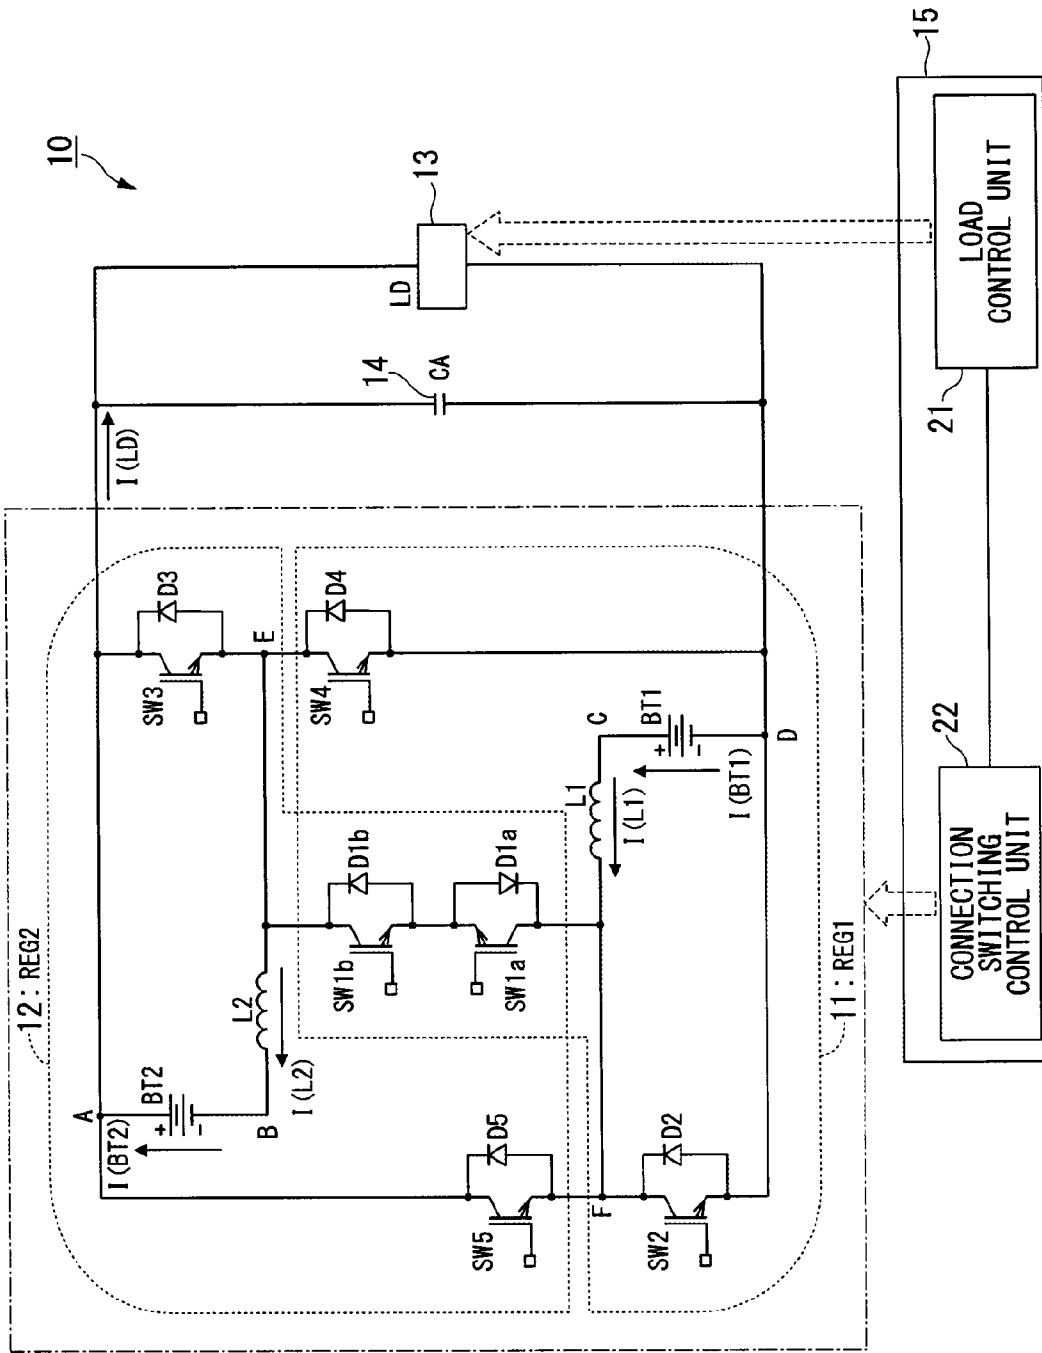 10
12:REG2
A
BT2
+
-
I(BT2)
B
L2
I(L2)
SW5
D5
F
SW2
D2
SW3
D3
E
SW4
D4
SW1b
D1b
SW1a
D1a
L1
I(L1)
C
BT1
+
-
I(BT1)
D
11:REG1
I(LD)
14
CA
LD
13
15
21
LOAD
CONTROL UNIT
22
CONNECTION
SWITCHING
CONTROL UNIT